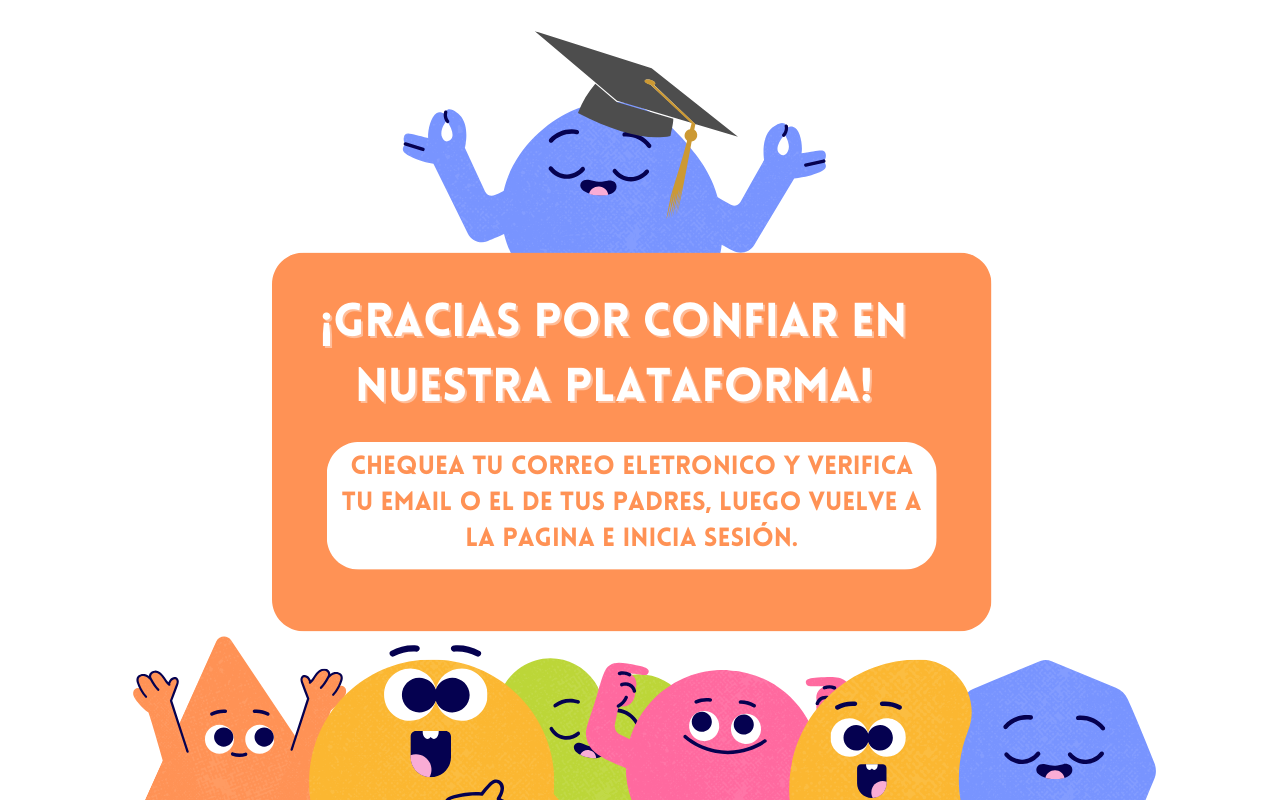 ¡GRACIAS POR CONFIAR EN
NUESTRA PLATAFORMA!
CHEQUEA TU CORREO ELETRONICO Y VERIFICA
TU EMAIL O EL DE TUS PADRES, LUEGO VUELVE A
LA PAGINA E INICIA SESIÓN.